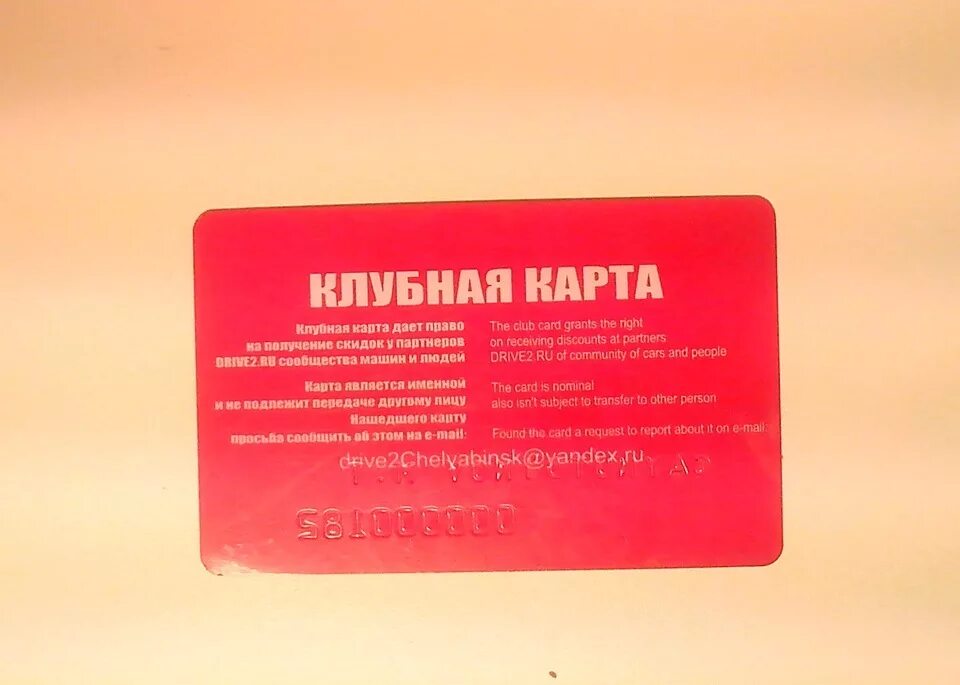 КЛУБНАЯ КАРТА
Клубная карта дает право
на получение скидок у партнеров
DRIVE2.RU сообщества машин и людей
Карта является именной
и не подлежит передаче другому лицу
Нашедшего карту
просьба сообщить об этом на e-mail:
The club card grants the right
on receiving discounts at partners
DRIVE2.RU of community of cars and people
The card is nominal
also isn't subject to transfer to other person
Found the card a request to report about it on e-mail:
drive2Chelyabinsk@yandex.ru
000000185